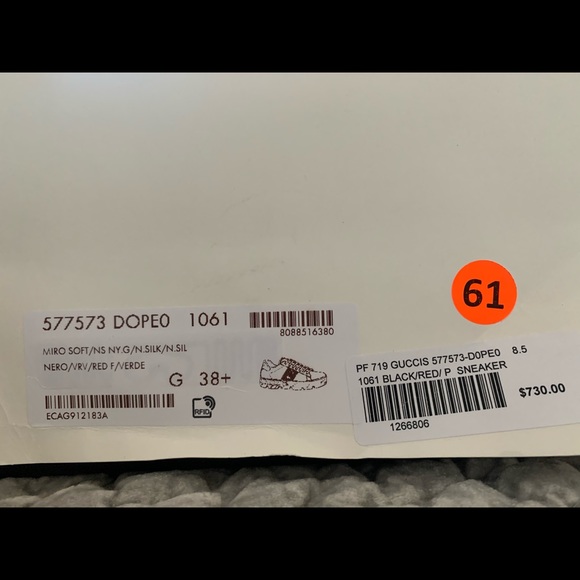 61
577573 DOPE0 1061
8088516380
MIRO SOFT/NS NY.G/N.SILK/N.SIL
NERO/VRV/RED F/VERDE
G 38+
ECAG912183A
RFID
PF 719 GUCCIS 577573-D0PE0 8.5
1061 BLACK/RED/ P SNEAKER
$730.00
1266806